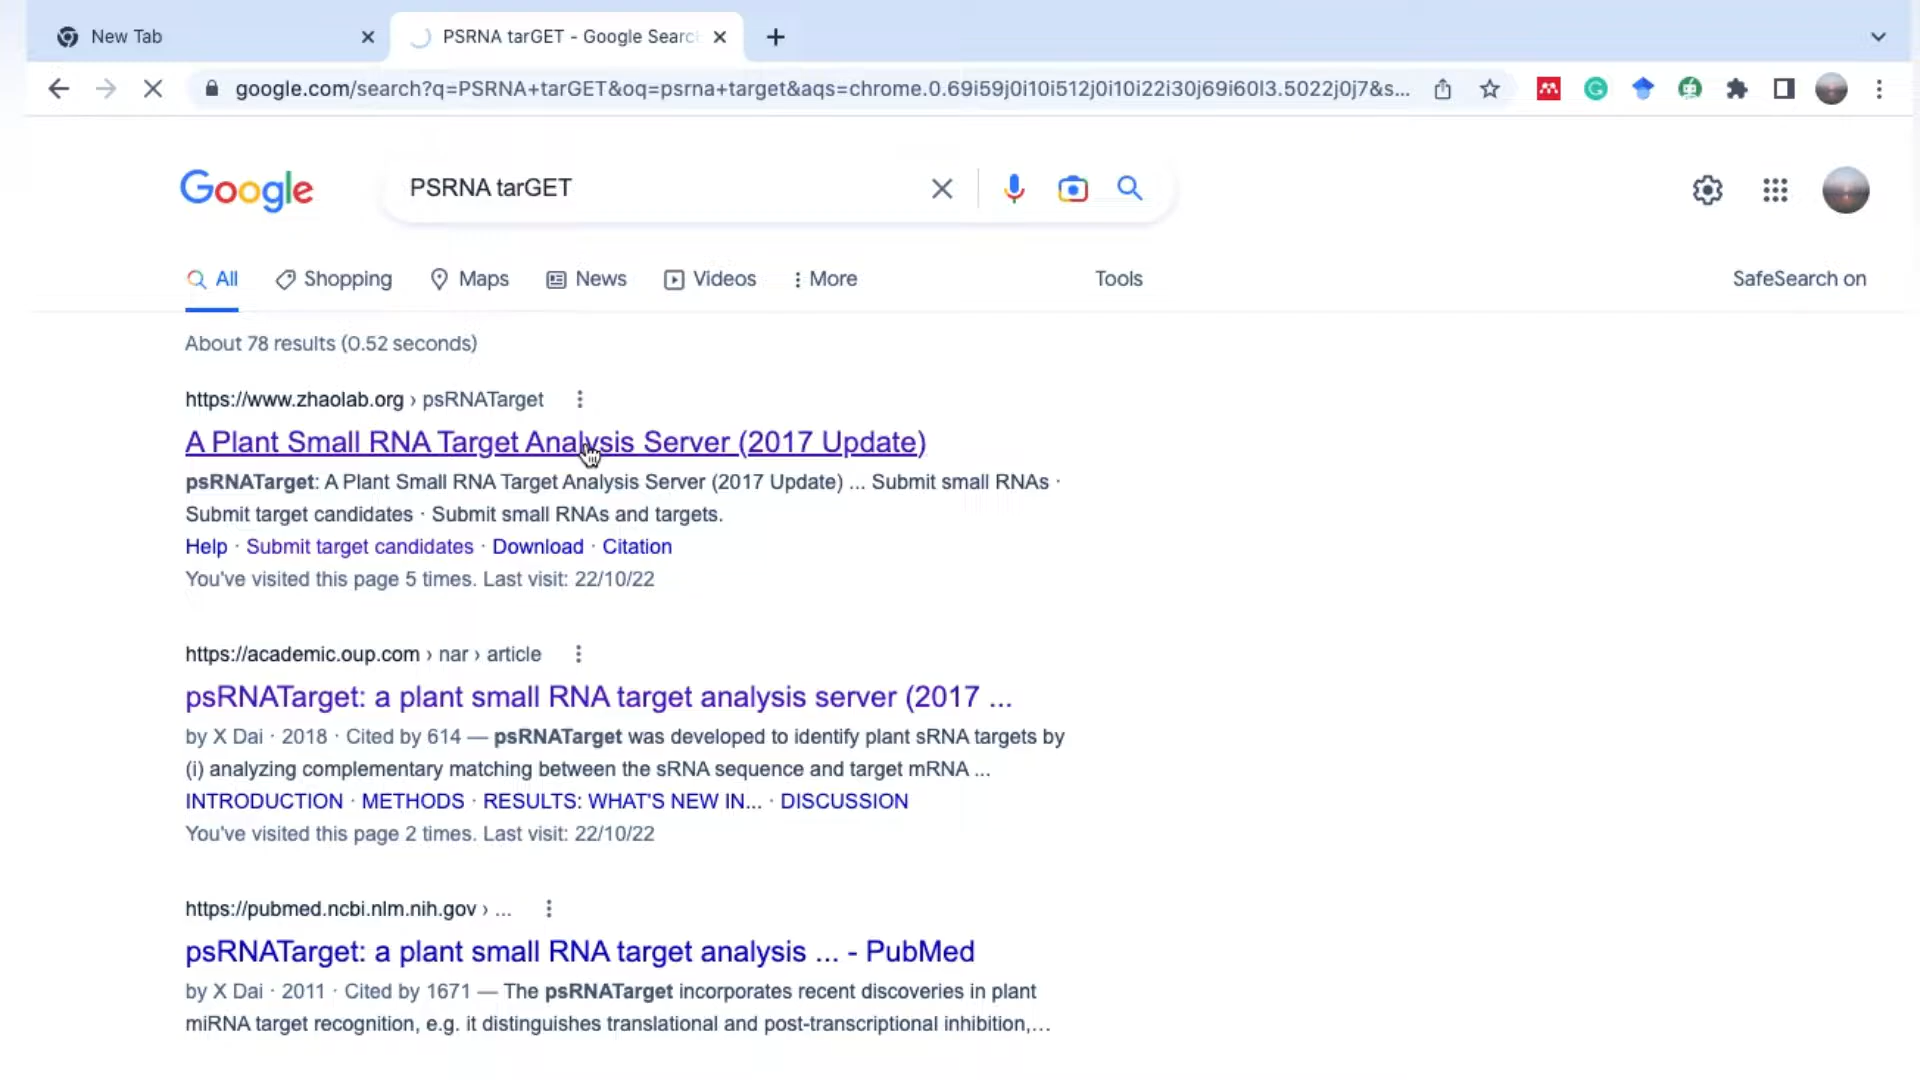 New Tab
PSRNA tarGET - Google Searc
google.com/search?q=PSRNA+tarGET&oq=psrna+target&aqs=chrome.0.69i59j0i10i512j0i10i22i30j69i60l3.5022j0j7&s...
Google
PSRNA tarGET
All Shopping Maps News Videos More Tools SafeSearch on
About 78 results (0.52 seconds)
https://www.zhaolab.org › psRNATarget
A Plant Small RNA Target Analysis Server (2017 Update)
psRNATarget: A Plant Small RNA Target Analysis Server (2017 Update) ... Submit small RNAs ·
Submit target candidates · Submit small RNAs and targets.
Help · Submit target candidates · Download · Citation
You've visited this page 5 times. Last visit: 22/10/22
https://academic.oup.com › nar › article
psRNATarget: a plant small RNA target analysis server (2017 ...
by X Dai · 2018 · Cited by 614 — psRNATarget was developed to identify plant sRNA targets by
(i) analyzing complementary matching between the sRNA sequence and target mRNA ...
INTRODUCTION · METHODS · RESULTS: WHAT'S NEW IN... · DISCUSSION
You've visited this page 2 times. Last visit: 22/10/22
https://pubmed.ncbi.nlm.nih.gov › ...
psRNATarget: a plant small RNA target analysis ... - PubMed
by X Dai · 2011 · Cited by 1671 — The psRNATarget incorporates recent discoveries in plant
miRNA target recognition, e.g. it distinguishes translational and post-transcriptional inhibition,...